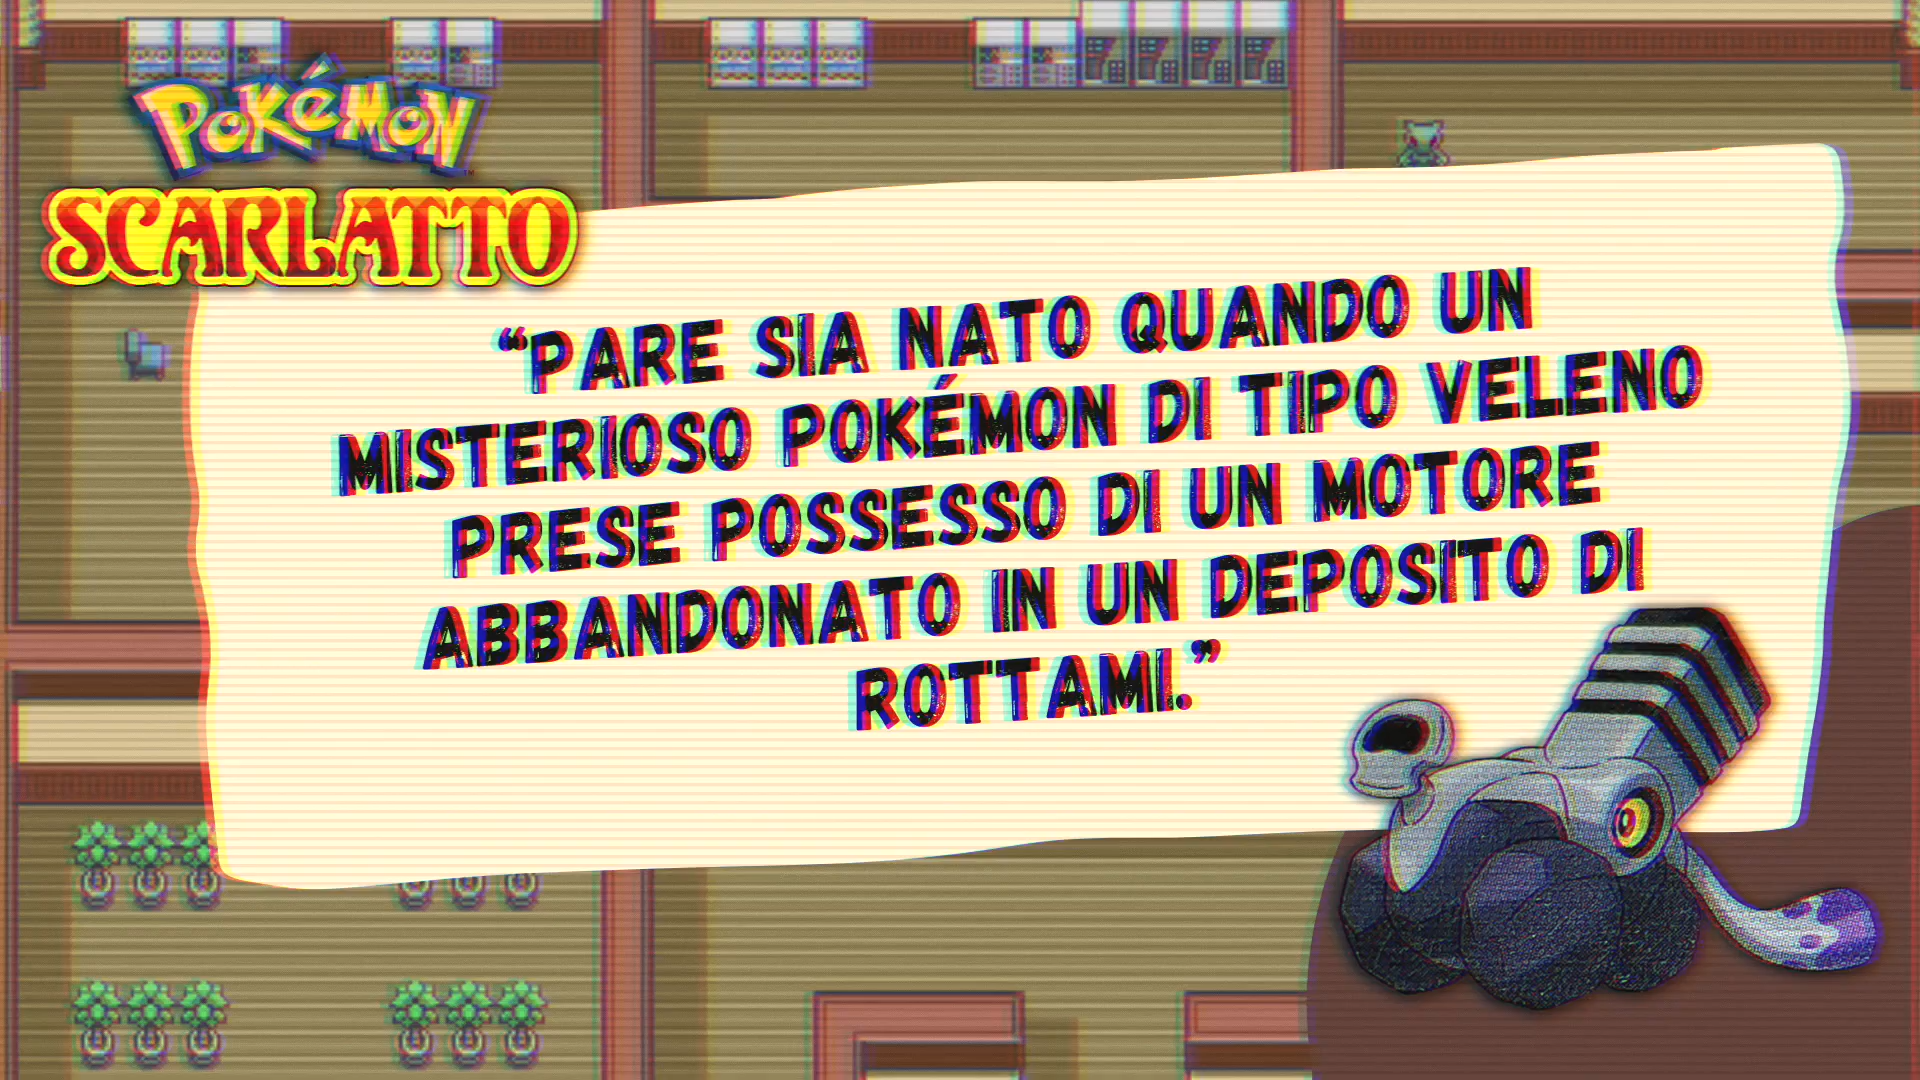 POKéMON
™
SCARLATTO
“PARE SIA NATO QUANDO UN
MISTERIOSO POKÉMON DI TIPO VELENO
PRESE POSSESSO DI UN MOTORE
ABBANDONATO IN UN DEPOSITO DI
ROTTAMI.”